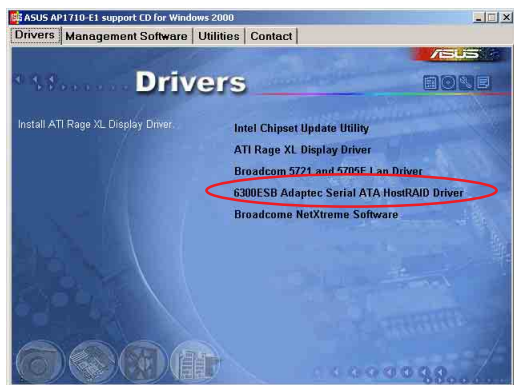 ASUS AP1710-E1 support CD for Windows 2000
Drivers Management Software Utilities Contact
ASUS
Drivers
Install ATI Rage XL Display Driver.
Intel Chipset Update Utility
ATI Rage XL Display Driver
Broadcom 5721 and 5705E Lan Driver
6300ESB Adaptec Serial ATA HostRAID Driver
Broadcome NetXtreme Software